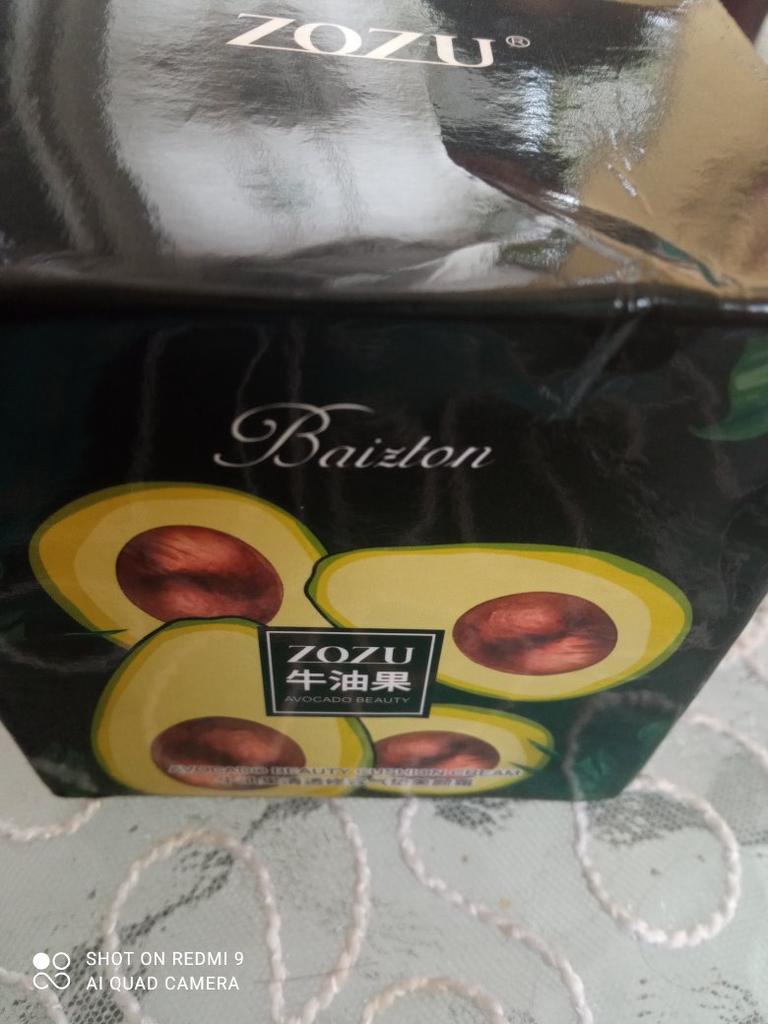 ZOZU®
Baizton
ZOZU
牛油果
AVOCADO BEAUTY
AVOCADO BEAUTY CUSHION CREAM
SHOT ON REDMI 9
AI QUAD CAMERA